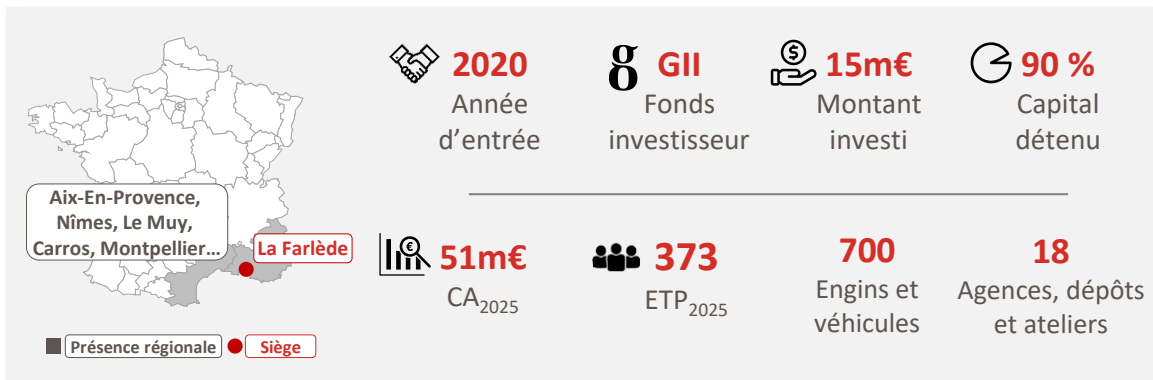 2020
Année
d'entrée
g GII
Fonds
investisseur
15m€
Montant
investi
90 %
Capital
détenu
Aix-En-Provence,
Nîmes, Le Muy,
Carros, Montpellier...
La Farlède
Présence régionale
Siège
51m€
CA2025
373
ETP2025
700
Engins et
véhicules
18
Agences, dépôts
et ateliers